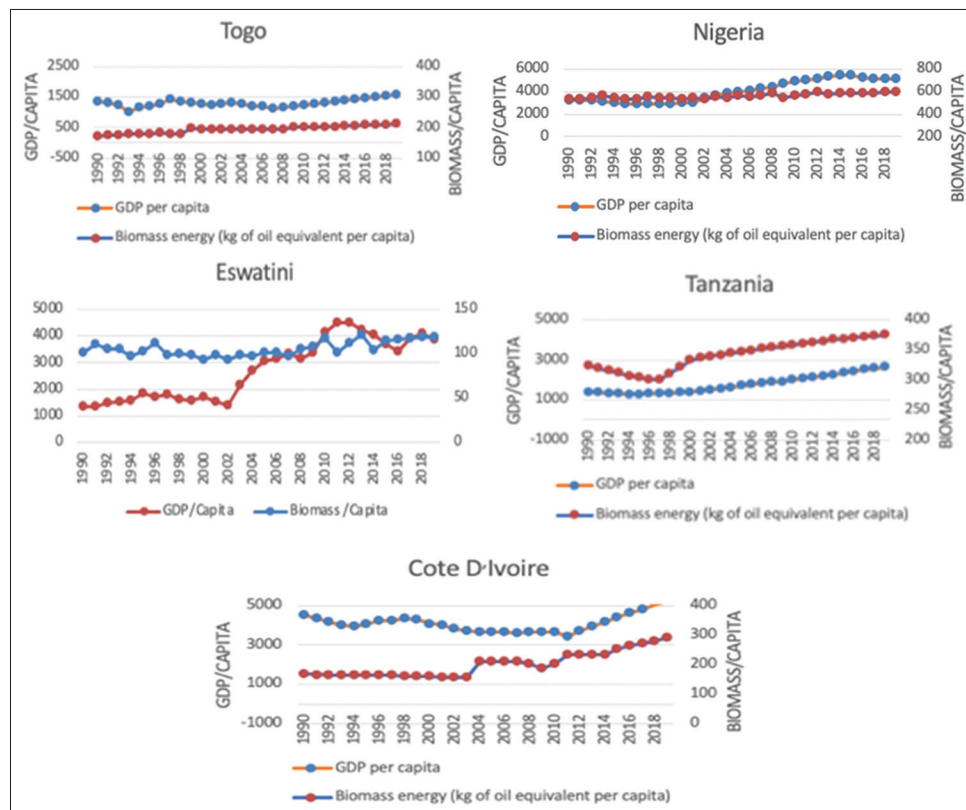 Togo
GDP/CAPITA
2500
1500
500
-500
400
300
200
100
BIOMASS/CAPITA
1990 1992 1994 1996 1998 2000 2002 2004 2006 2008 2010 2012 2014 2016 2018
GDP per capita
Biomass energy (kg of oil equivalent per capita)
Nigeria
GDP/CAPITA
6000
4000
2000
0
800
600
400
200
BIOMASS/CAPITA
1990 1992 1994 1996 1998 2000 2002 2004 2006 2008 2010 2012 2014 2016 2018
GDP per capita
Biomass energy (kg of oil equivalent per capita)
Eswatini
5000
4000
3000
2000
1000
0
150
100
50
0
1990 1992 1994 1996 1998 2000 2002 2004 2006 2008 2010 2012 2014 2016 2018
GDP/Capita Biomass/Capita
Tanzania
GDP/CAPITA
5000
3000
1000
-1000
400
350
300
250
200
BIOMASS/CAPITA
1990 1992 1994 1996 1998 2000 2002 2004 2006 2008 2010 2012 2014 2016 2018
GDP per capita
Biomass energy (kg of oil equivalent per capita)
Cote D'Ivoire
GDP/CAPITA
5000
3000
1000
-1000
400
300
200
100
0
BIOMASS/CAPITA
1990 1992 1994 1996 1998 2000 2002 2004 2006 2008 2010 2012 2014 2016 2018
GDP per capita
Biomass energy (kg of oil equivalent per capita)